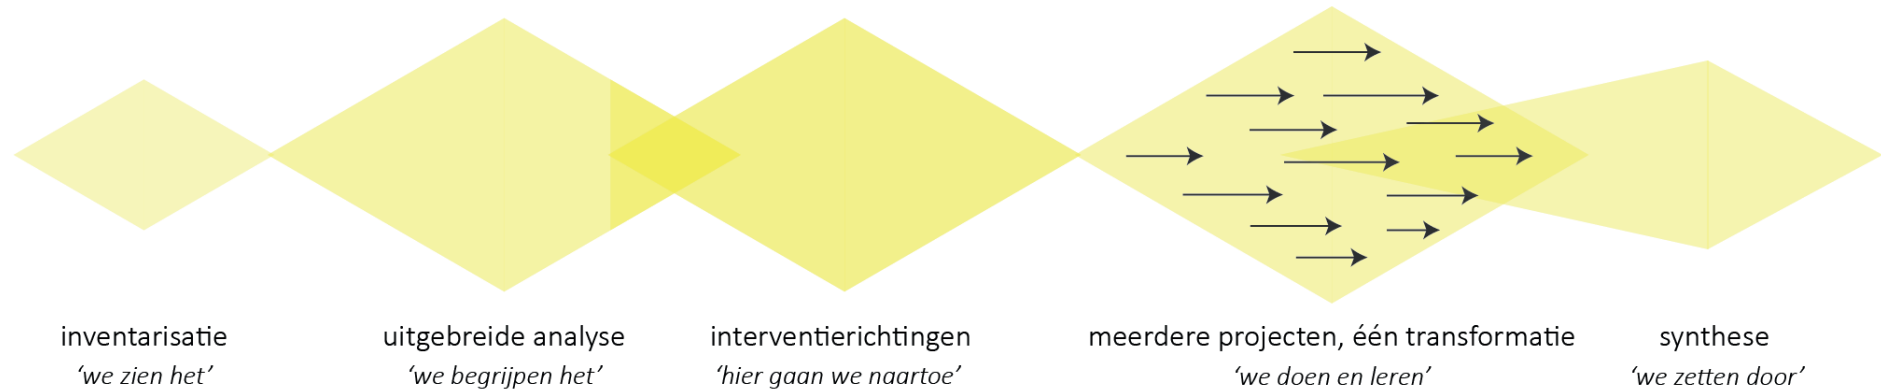 inventarisatie
‘we zien het’
uitgebreide analyse
‘we begrijpen het’
interventierichtingen
‘hier gaan we naartoe’
meerdere projecten, één transformatie
‘we doen en leren’
synthese
‘we zetten door’